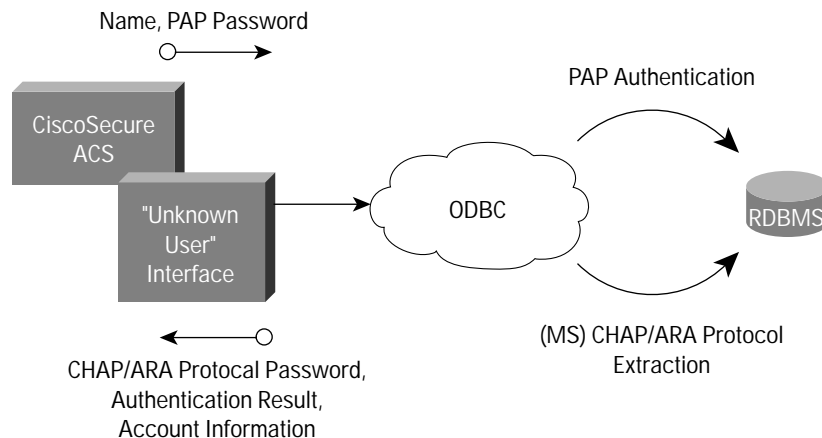 Name, PAP Password
PAP Authentication
CiscoSecure
ACS
"Unknown
User"
Interface
ODBC
RDBMS
(MS) CHAP/ARA Protocol
Extraction
CHAP/ARA Protocal Password,
Authentication Result,
Account Information